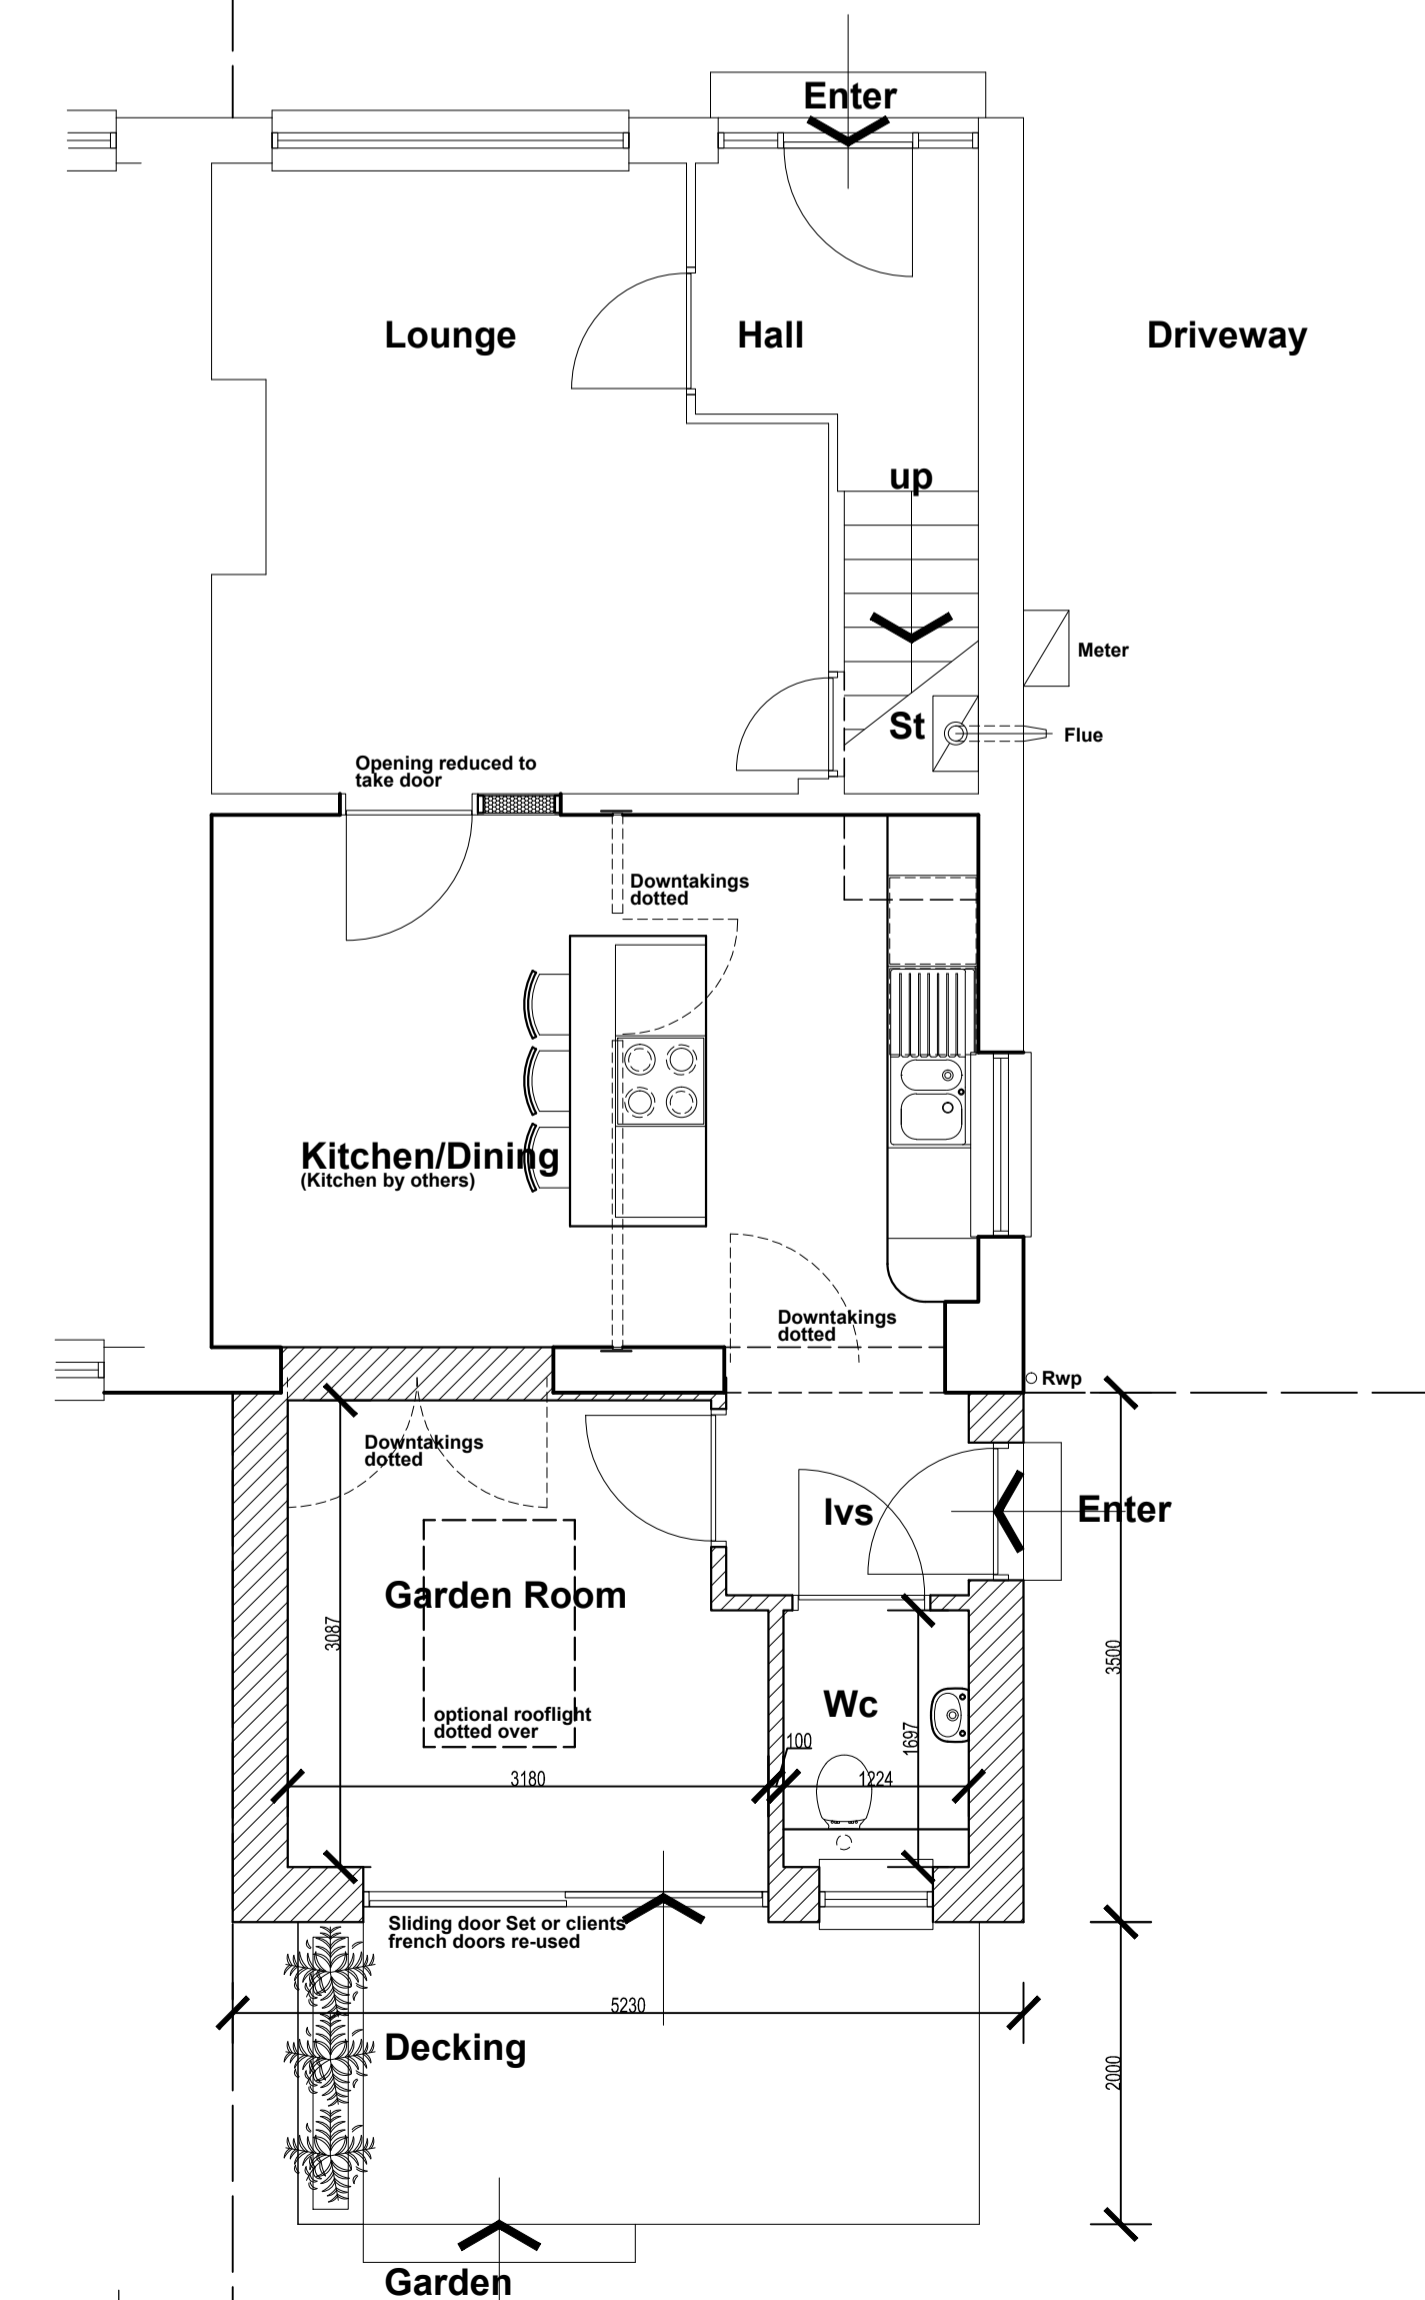 Enter
Lounge
Hall
Driveway
up
Meter
St
Flue
Opening reduced to
take door
Downtakings
dotted
Kitchen/Dining
(Kitchen by others)
Downtakings
dotted
Rwp
Downtakings
dotted
Ivs
Enter
Garden Room
3087
3500
Wc
optional rooflight
dotted over
1697
100
3180
1224
Sliding door Set or clients
french doors re-used
5230
Decking
2000
Garden